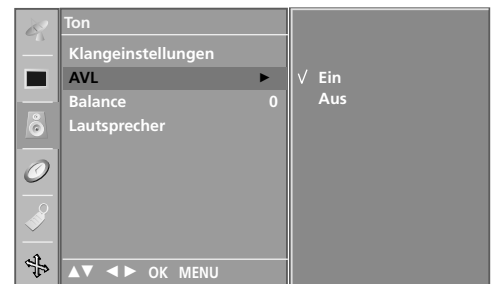 Ton
Klangeinstellungen
AVL ►
√ Ein
Balance 0
Aus
Lautsprecher
▲▼ ◄► OK MENU